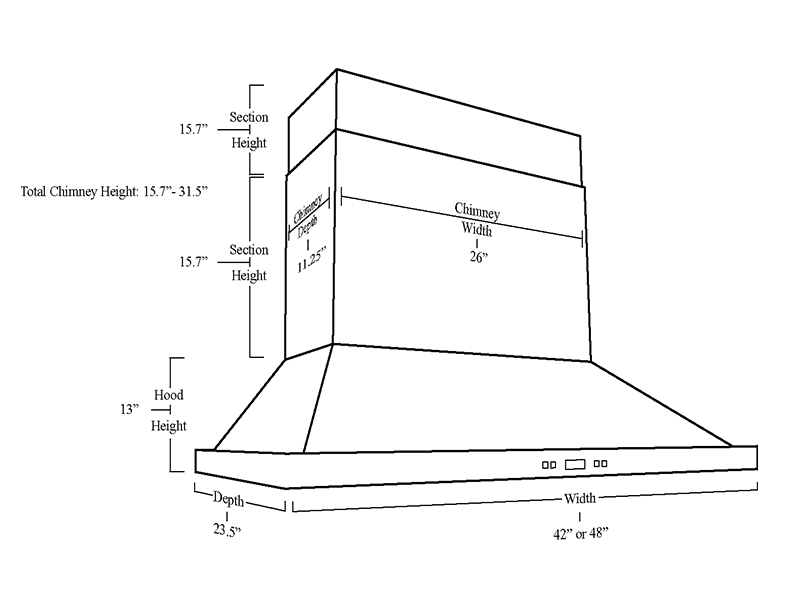 Section
15.7”
Height
Total Chimney Height: 15.7”- 31.5”
Chimney
Depth
11.25”
Chimney
Width
26”
Section
15.7”
Height
Hood
13”
Height
Depth
23.5”
Width
42” or 48”